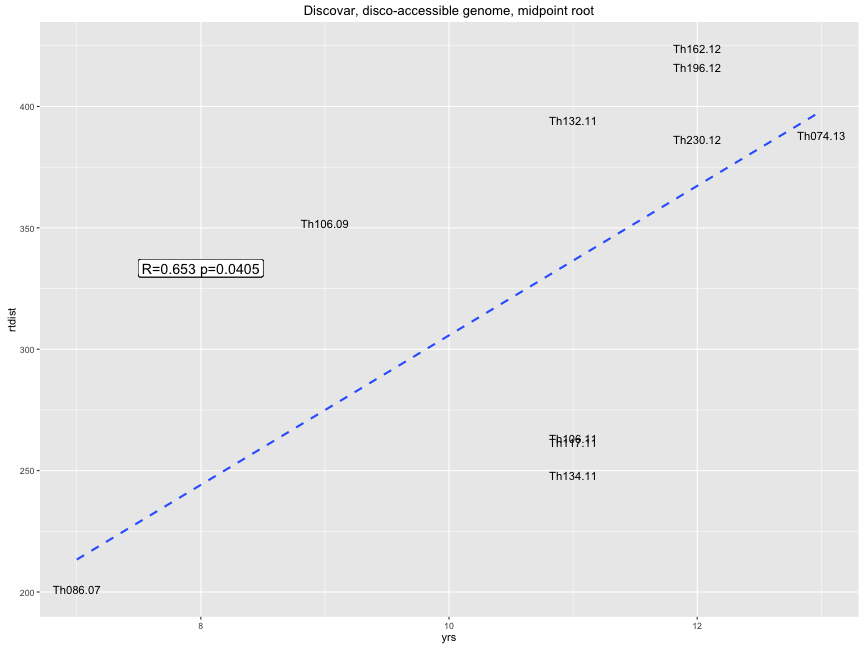 Discovar, disco-accessible genome, midpoint root
Th162.12
Th196.12
400
Th132.11
Th074.13
Th230.12
350
Th106.09
R=0.653 p=0.0405
rtdist
300
Th106.11
Th117.11
250
Th134.11
200
Th086.07
8
10
12
yrs